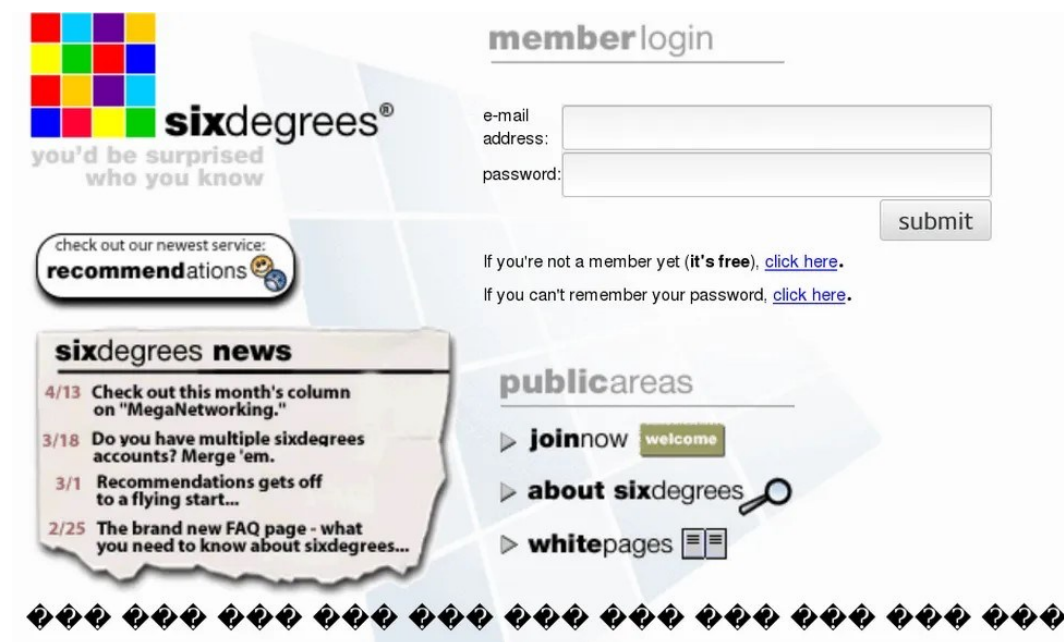 sixdegrees®
you'd be surprised
who you know
check out our newest service:
recommendations
sixdegrees news
4/13 Check out this month's column
on "MegaNetworking."
3/18 Do you have multiple sixdegrees
accounts? Merge 'em.
3/1 Recommendations gets off
to a flying start...
2/25 The brand new FAQ page - what
you need to know about sixdegrees...
memberlogin
e-mail
address:
password:
submit
If you're not a member yet (it's free), click here.
If you can't remember your password, click here.
publicareas
joinnow welcome
about sixdegrees
whitepages
��� ��� ��� ��� ��� ��� ��� ��� ��� ��� ���